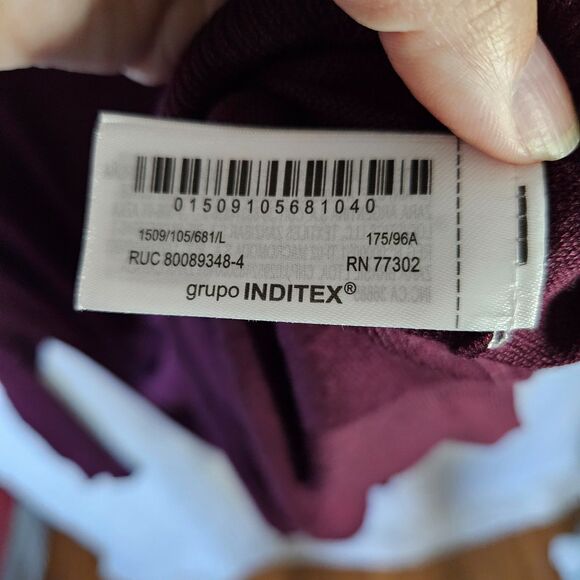 01509105681040
1509/105/681/L 175/96A
RUC 80089348-4 RN 77302
grupo INDITEX®